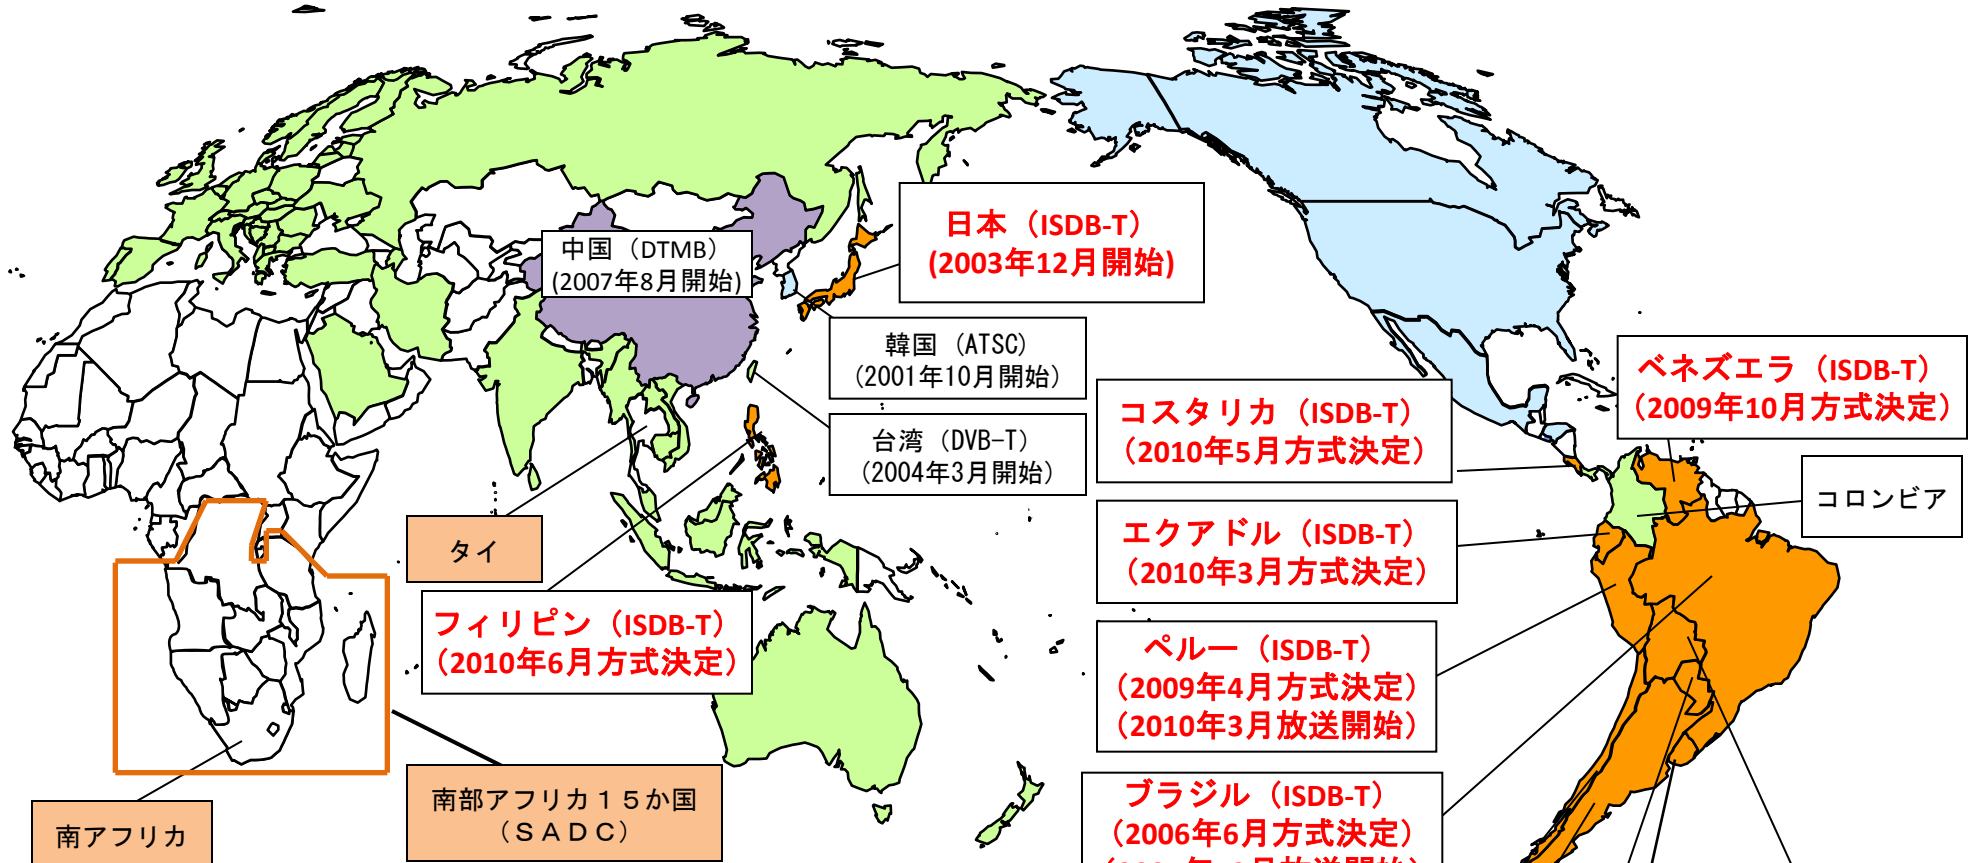 日本（ISDB-T）
(2003年12月開始)
中国（DTMB）
(2007年8月開始)
韓国（ATSC）
（2001年10月開始）
台湾（DVB-T）
（2004年3月開始）
タイ
フィリピン（ISDB-T）
（2010年6月方式決定）
南アフリカ
南部アフリカ１５か国
（ＳＡＤＣ）
ベネズエラ（ISDB-T）
（2009年10月方式決定）
コスタリカ（ISDB-T）
（2010年5月方式決定）
コロンビア
エクアドル（ISDB-T）
（2010年3月方式決定）
ペルー（ISDB-T）
（2009年4月方式決定）
（2010年3月放送開始）
ブラジル（ISDB-T）
（2006年6月方式決定）